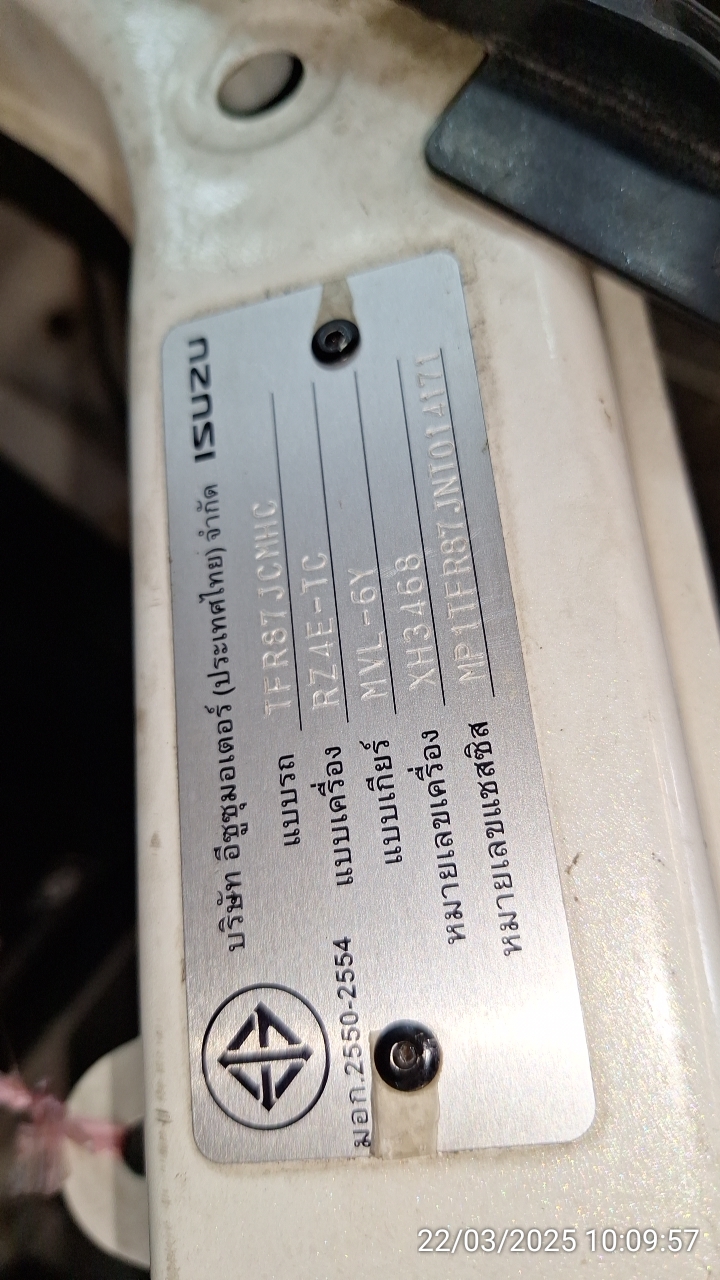 บริษัท อีซูซุมอเตอร์ (ประเทศไทย) จำกัด ISUZU
แบบรถ TFR87JCMHC
แบบเครื่อง RZ4E-TC
แบบเกียร์ MVL-6Y
หมายเลขเครื่อง XH3468
หมายเลขแชสซิส MP1TFR87JNT014171
มอก.2550-2554
22/03/2025 10:09:57